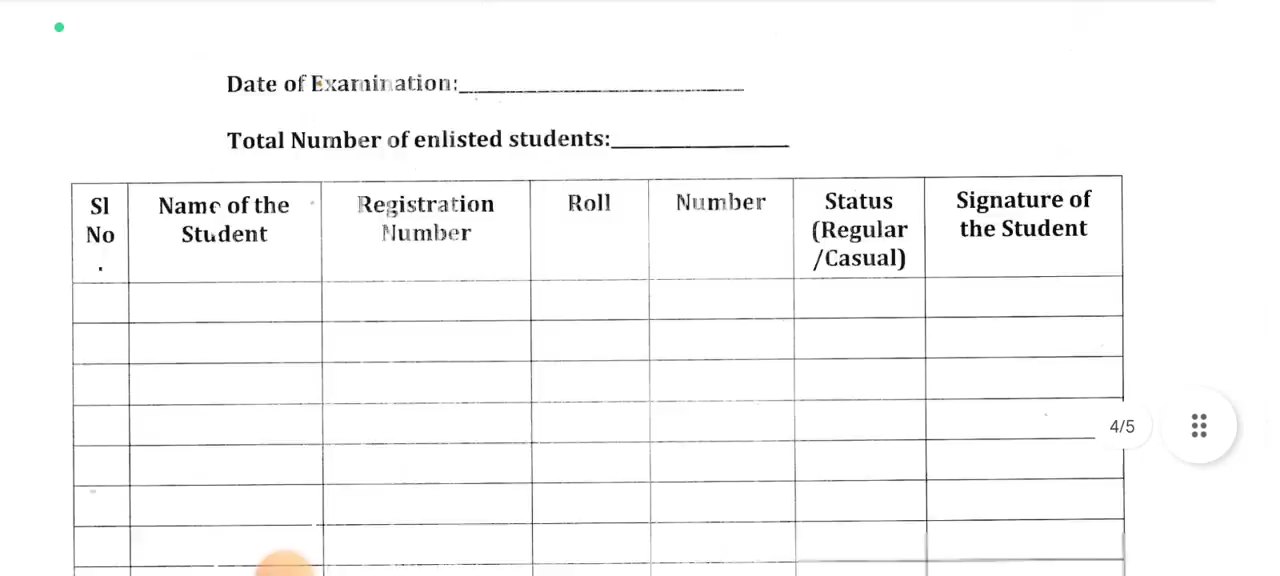 Date of Examination:
Total Number of enlisted students:
Sl No . Name of the Student Registration Number Roll Number Status (Regular /Casual) Signature of the Student
4/5